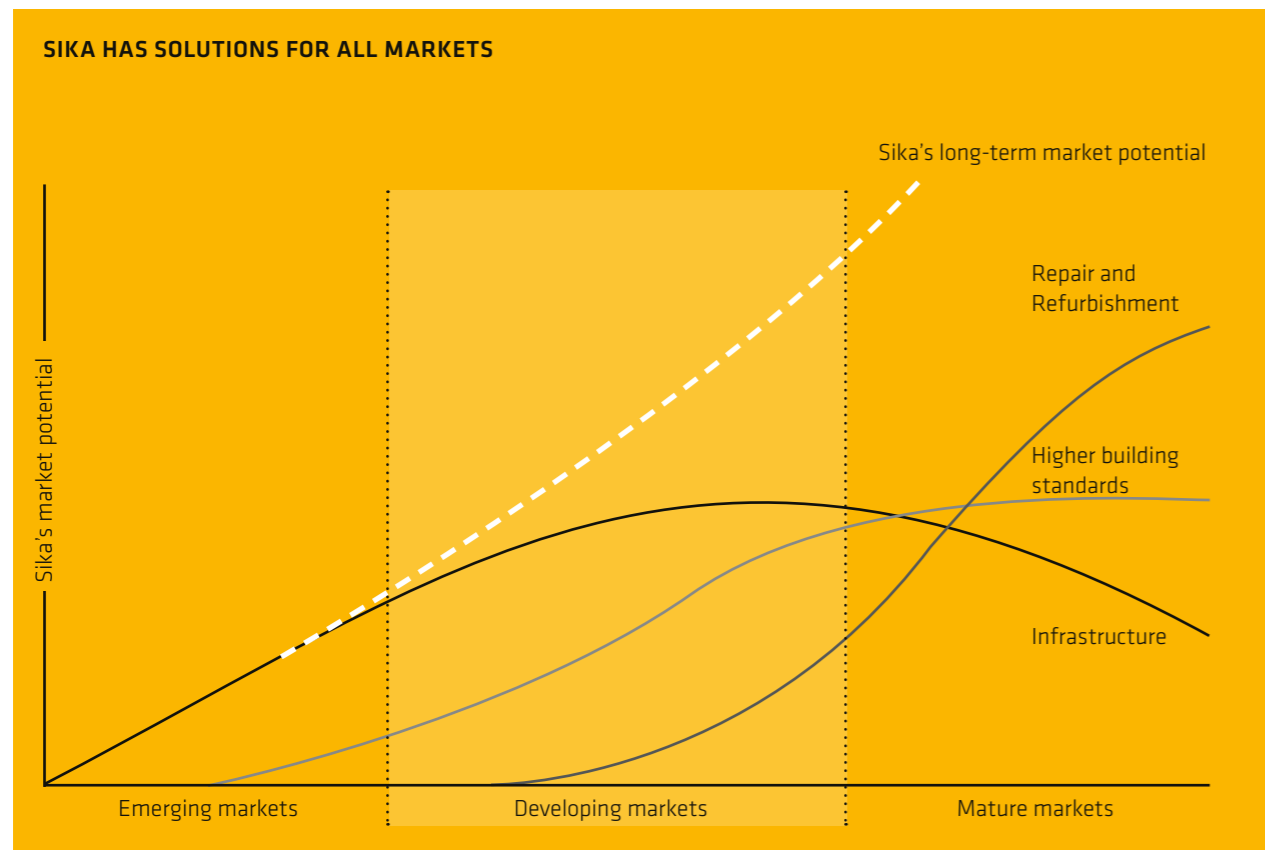 SIKA HAS SOLUTIONS FOR ALL MARKETS
Sika’s long-term market potential
Repair and
Refurbishment
Sika’s market potential
Higher building
standards
Infrastructure
Emerging markets
Developing markets
Mature markets